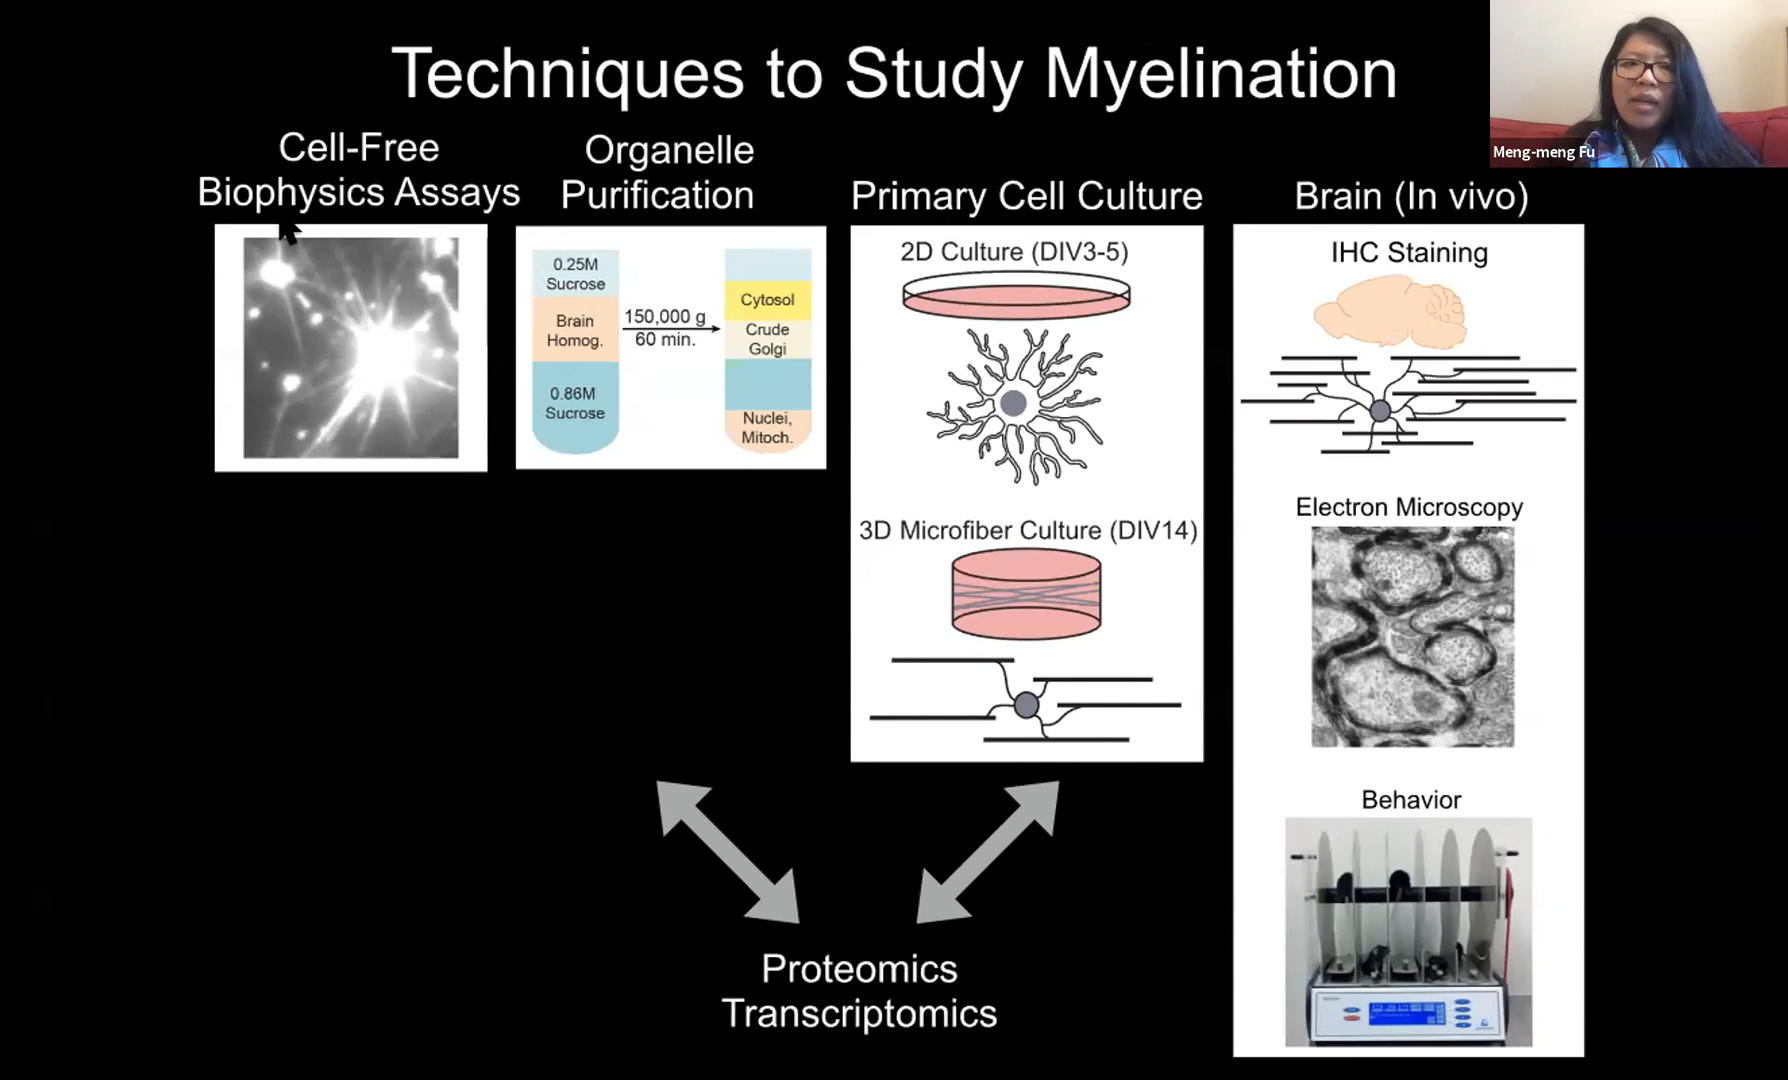 Techniques to Study Myelination
Meng-meng Fu
Cell-Free
Biophysics Assays
Organelle
Purification
0.25M
Sucrose
Brain
Homog.
0.86M
Sucrose
150,000 g
60 min.
Cytosol
Crude
Golgi
Nuclei,
Mitoch.
Primary Cell Culture
2D Culture (DIV3-5)
3D Microfiber Culture (DIV14)
Brain (In vivo)
IHC Staining
Electron Microscopy
Behavior
Proteomics
Transcriptomics